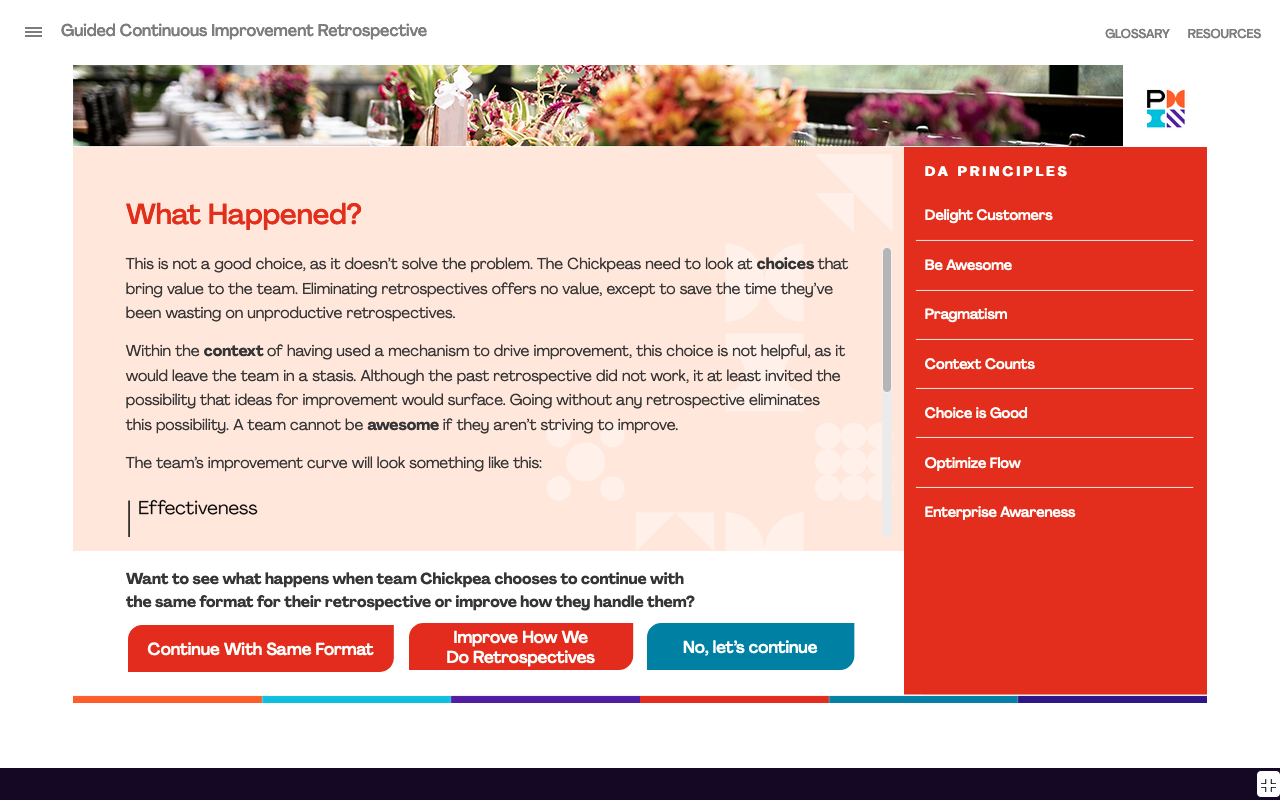 Guided Continuous Improvement Retrospective
GLOSSARY RESOURCES
What Happened?
This is not a good choice, as it doesn’t solve the problem. The Chickpeas need to look at choices that
bring value to the team. Eliminating retrospectives offers no value, except to save the time they’ve
been wasting on unproductive retrospectives.
Within the context of having used a mechanism to drive improvement, this choice is not helpful, as it
would leave the team in a stasis. Although the past retrospective did not work, it at least invited the
possibility that ideas for improvement would surface. Going without any retrospective eliminates
this possibility. A team cannot be awesome if they aren’t striving to improve.
The team’s improvement curve will look something like this:
Effectiveness
Want to see what happens when team Chickpea chooses to continue with
the same format for their retrospective or improve how they handle them?
Continue With Same Format
Improve How We
Do Retrospectives
No, let’s continue
DA PRINCIPLES
Delight Customers
Be Awesome
Pragmatism
Context Counts
Choice is Good
Optimize Flow
Enterprise Awareness